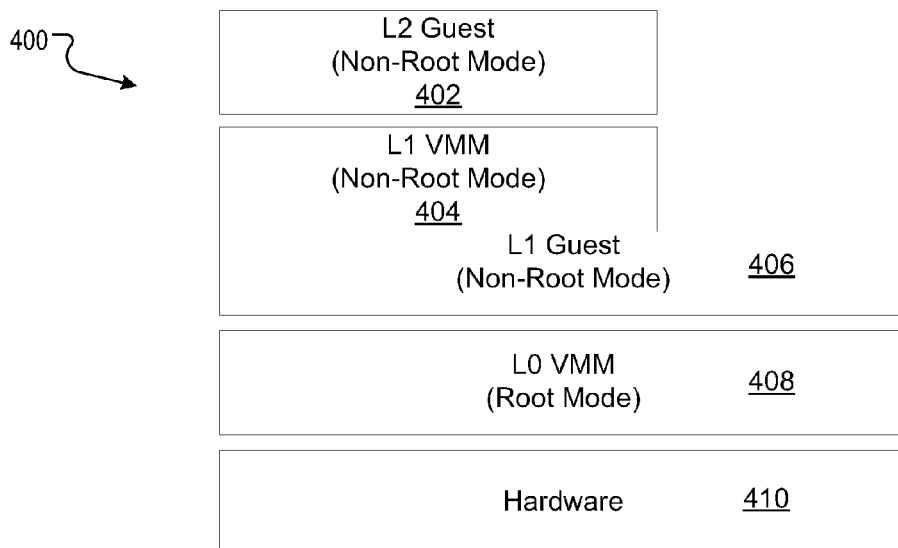 400
L2 Guest
(Non-Root Mode)
402
L1 VMM
(Non-Root Mode)
404
L1 Guest
(Non-Root Mode)
406
L0 VMM
(Root Mode)
408
Hardware
410